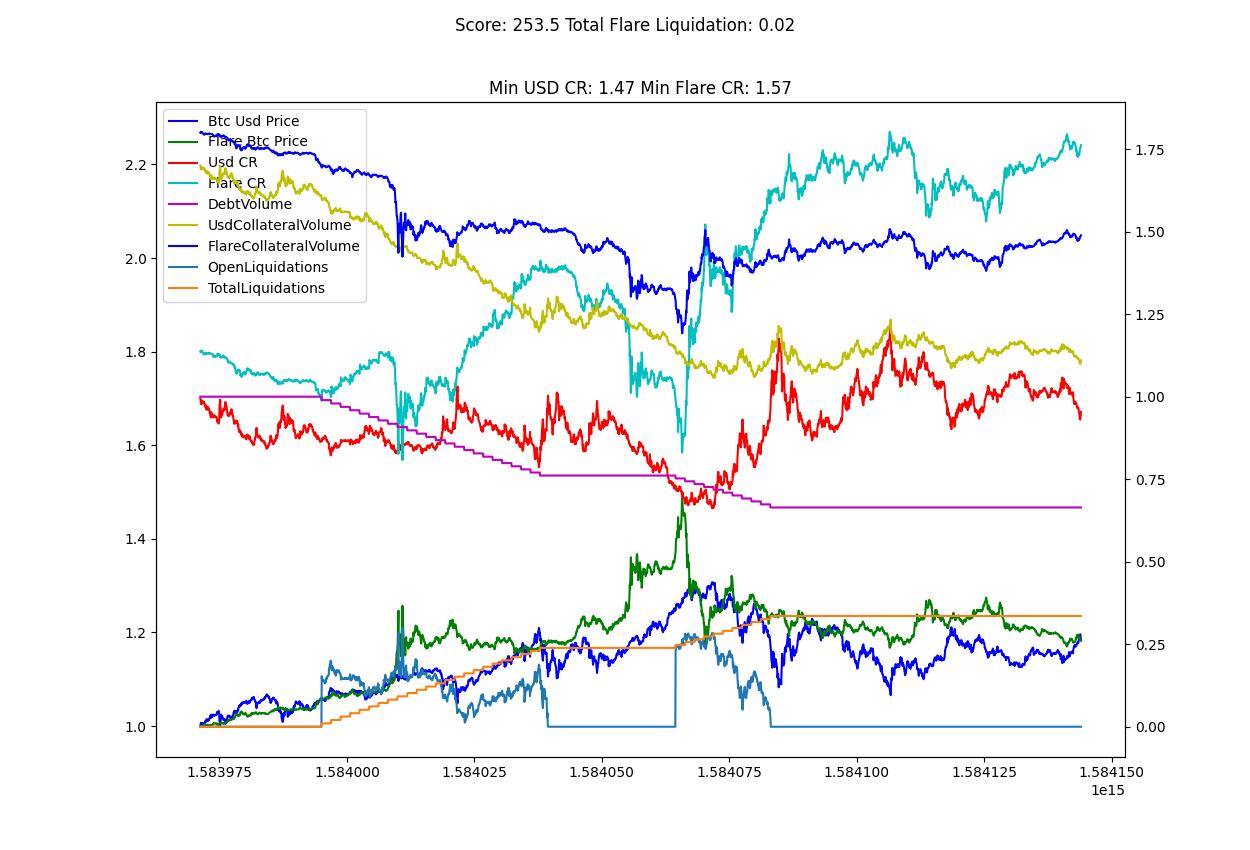 Score: 253.5 Total Flare Liquidation: 0.02
Min USD CR: 1.47 Min Flare CR: 1.57
Btc Usd Price
Flare Btc Price
Usd CR
Flare CR
DebtVolume
UsdCollateralVolume
FlareCollateralVolume
OpenLiquidations
TotalLiquidations
2.2
2.0
1.8
1.6
1.4
1.2
1.0
1.75
1.50
1.25
1.00
0.75
0.50
0.25
0.00
1.583975 1.584000 1.584025 1.584050 1.584075 1.584100 1.584125 1.584150
1e15